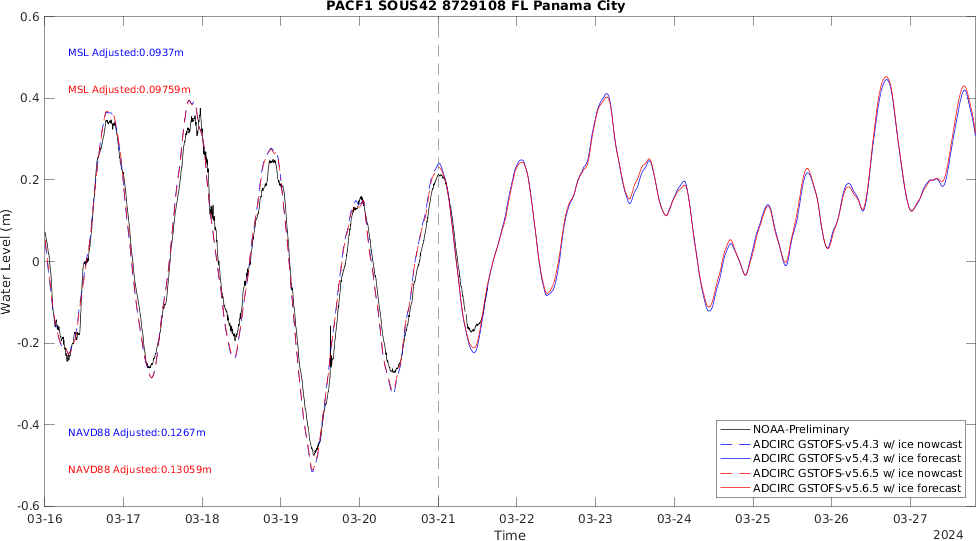 PACF1 SOUS42 8729108 FL Panama City
0.6
MSL Adjusted:0.0937m
0.4
MSL Adjusted:0.09759m
0.2
Water Level (m)
0
-0.2
-0.4
NAVD88 Adjusted:0.1267m
NAVD88 Adjusted:0.13059m
NOAA-Preliminary
ADCIRC GSTOFS-v5.4.3 w/ ice nowcast
ADCIRC GSTOFS-v5.4.3 w/ ice forecast
ADCIRC GSTOFS-v5.6.5 w/ ice nowcast
ADCIRC GSTOFS-v5.6.5 w/ ice forecast
-0.6
03-16 03-17 03-18 03-19 03-20 03-21 03-22 03-23 03-24 03-25 03-26 03-27
Time
2024